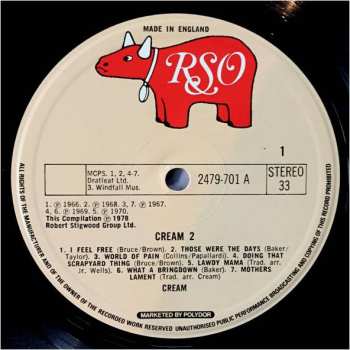 MADE IN ENGLAND
RSO
1
MCPS. 1, 2, 4-7.
Dratleaf Ltd.
3. Windfall Mus.
2479-701 A
STEREO
33
1. ℗ 1966. 2. ℗ 1968. 3, 7. ℗ 1967.
4, 6. ℗ 1969. 5. ℗ 1970.
This Compilation ℗ 1978
Robert Stigwood Group Ltd.
CREAM 2
1. I FEEL FREE (Bruce/Brown). 2. THOSE WERE THE DAYS (Baker/
Taylor). 3. WORLD OF PAIN (Collins/Papaliardi). 4. DOING THAT
SCRAPYARD THING (Bruce/Brown). 5. LAWDY MAMA (Trad. arr.
Jr. Wells). 6. WHAT A BRINGDOWN (Baker). 7. MOTHERS
LAMENT (Trad. arr. Cream)
CREAM
ALL RIGHTS OF THE MANUFACTURER AND OF THE OWNER OF THE RECORDED WORK RESERVED UNAUTHORISED PUBLIC PERFORMANCE BROADCASTING AND COPYING OF THIS RECORD PROHIBITED
MARKETED BY POLYDOR